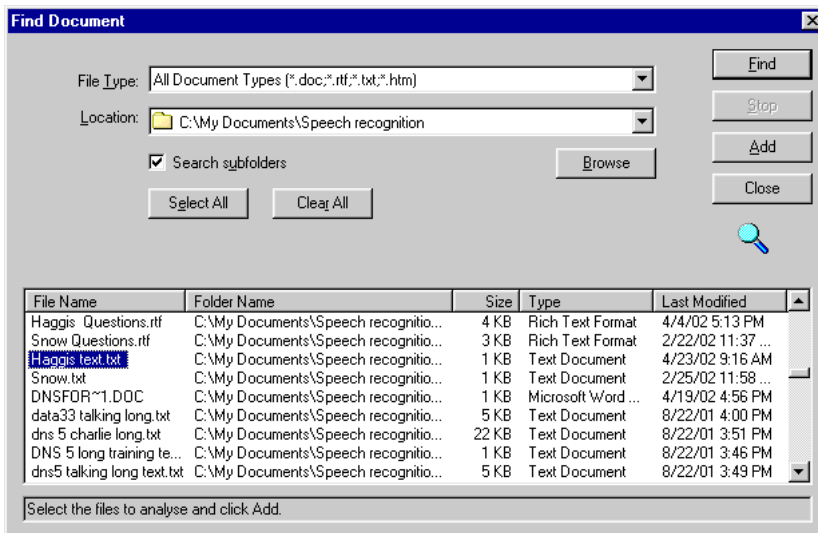 Find Document
File Type: All Document Types (*.doc;*.rtf;*.txt;*.htm) Find
Location: C:\My Documents\Speech recognition Stop
Search subfolders Browse Add
Select All Clear All Close
File Name Folder Name Size Type Last Modified
Haggis Questions.rtf C:\My Documents\Speech recognitio... 4 KB Rich Text Format 4/4/02 5:13 PM
Snow Questions.rtf C:\My Documents\Speech recognitio... 3 KB Rich Text Format 2/22/02 11:37 ...
Haggis text.txt C:\My Documents\Speech recognitio... 1 KB Text Document 4/23/02 9:16 AM
Snow.txt C:\My Documents\Speech recognitio... 1 KB Text Document 2/25/02 11:58 ...
DNSFOR~1.DOC C:\My Documents\Speech recognitio... 1 KB Microsoft Word ... 4/19/02 4:56 PM
data33 talking long.txt C:\My Documents\Speech recognitio... 5 KB Text Document 8/22/01 4:00 PM
dns 5 charlie long.txt C:\My Documents\Speech recognitio... 22 KB Text Document 8/22/01 3:51 PM
DNS 5 long training te... C:\My Documents\Speech recognitio... 1 KB Text Document 8/22/01 3:46 PM
dns5 talking long text.txt C:\My Documents\Speech recognitio... 5 KB Text Document 8/22/01 3:49 PM
Select the files to analyse and click Add.